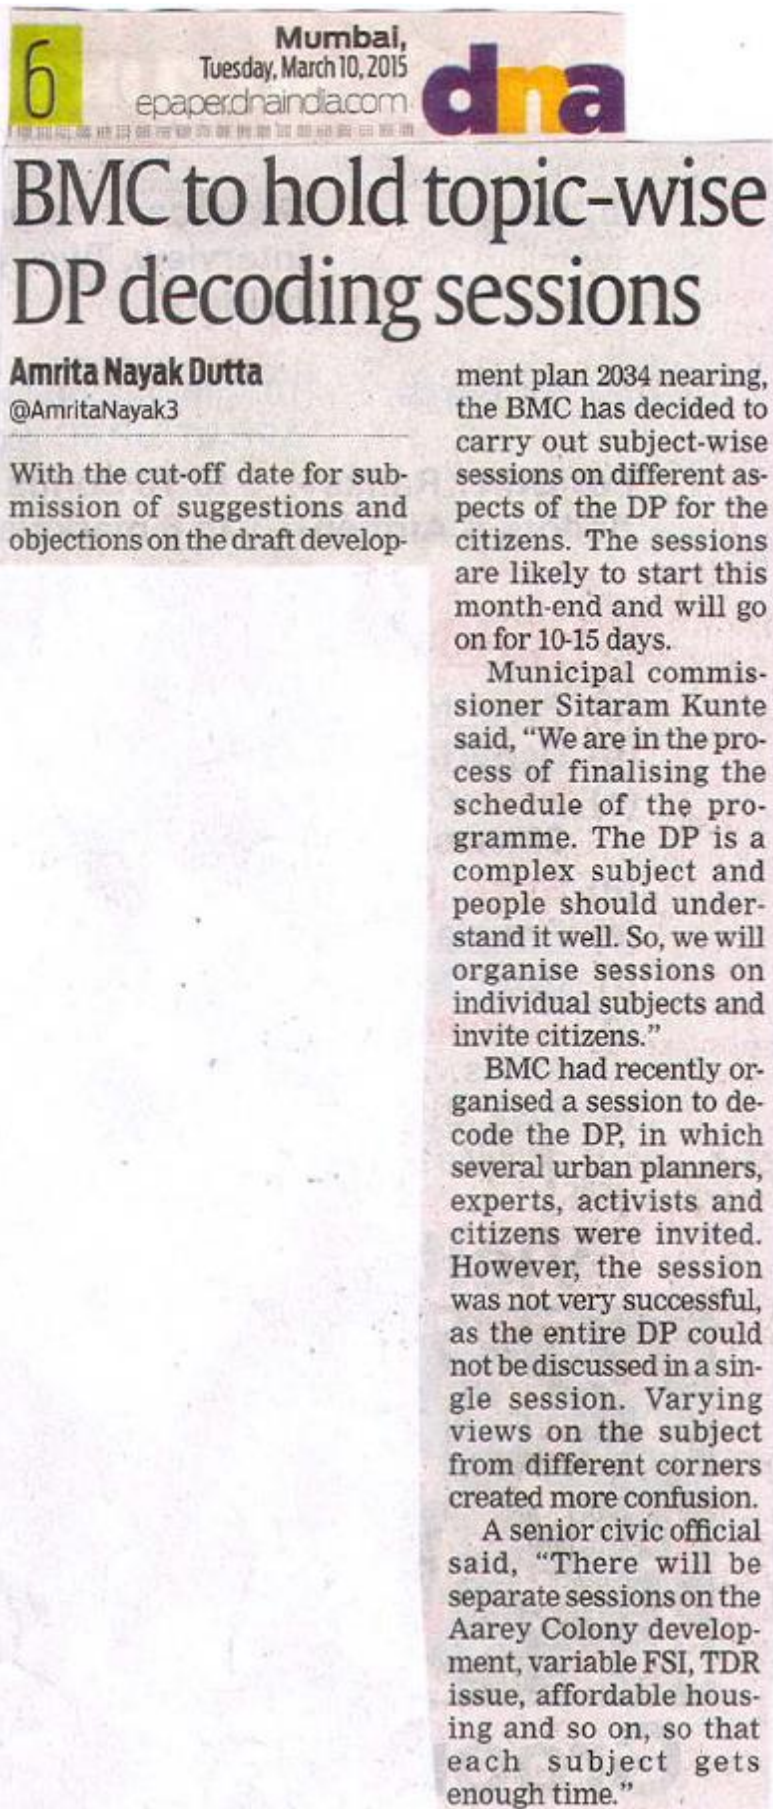 6
Mumbai,
Tuesday, March 10, 2015
epaper.dnaindia.com
dna
BMC to hold topic-wise
DP decoding sessions
Amrita Nayak Dutta
@AmritaNayak3
With the cut-off date for sub-
mission of suggestions and
objections on the draft develop-
ment plan 2034 nearing,
the BMC has decided to
carry out subject-wise
sessions on different as-
pects of the DP for the
citizens. The sessions
are likely to start this
month-end and will go
on for 10-15 days.
Municipal commis-
sioner Sitaram Kunte
said, “We are in the pro-
cess of finalising the
schedule of the pro-
gramme. The DP is a
complex subject and
people should under-
stand it well. So, we will
organise sessions on
individual subjects and
invite citizens.”
BMC had recently or-
ganised a session to de-
code the DP, in which
several urban planners,
experts, activists and
citizens were invited.
However, the session
was not very successful,
as the entire DP could
not be discussed in a sin-
gle session. Varying
views on the subject
from different corners
created more confusion.
A senior civic official
said, “There will be
separate sessions on the
Aarey Colony develop-
ment, variable FSI, TDR
issue, affordable hous-
ing and so on, so that
each subject gets
enough time.”